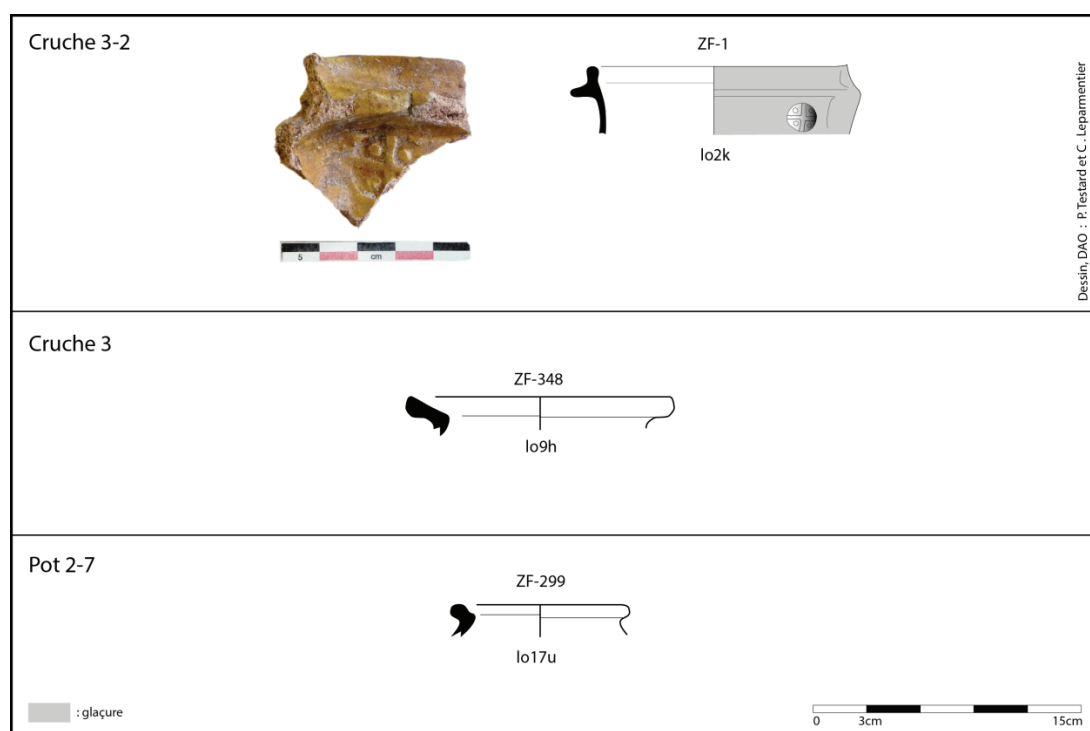 Cruche 3-2
ZF-1
lo2k
5 cm
Dessin, DAO : P. Testard et C. Leparmentier
Cruche 3
ZF-348
lo9h
Pot 2-7
ZF-299
lo17u
: glaçure
0 3cm 15cm